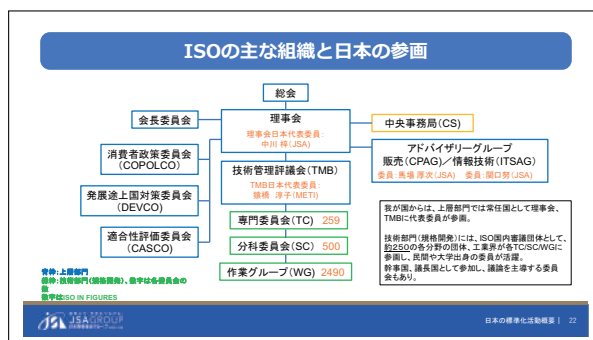 ISOの主な組織と日本の参画
総会
会長委員会
理事会
理事会日本代表委員：
中川 梓(JSA)
中央事務局(CS)
消費者政策委員会
(COPOLCO)
アドバイザリーグループ
販売(CPAG)／情報技術(ITSAG)
委員：馬場 厚次(JSA) 委員：関口努(JSA)
技術管理評議会(TMB)
TMB日本代表委員：
猿橋 淳子(METI)
発展途上国対策委員会
(DEVCO)
専門委員会(TC) 259
適合性評価委員会
(CASCO)
分科委員会(SC) 500
作業グループ(WG) 2490
我が国からは、上層部門では常任国として理事会、
TMBに代表委員が参画。
技術部門(規格開発)には、ISO国内審議団体として、
約250の各分野の団体、工業界が各TC/SC/WGに
参画し、民間や大学出身の委員が活躍。
幹事国、議長国として参加し、議論を主導する委員
会もあり。
青枠：上層部門
緑枠：技術部門(規格開発)、数字は各委員会の
数
数字はISO IN FIGURES
JSA GROUP
日本の標準化活動概要｜ 22